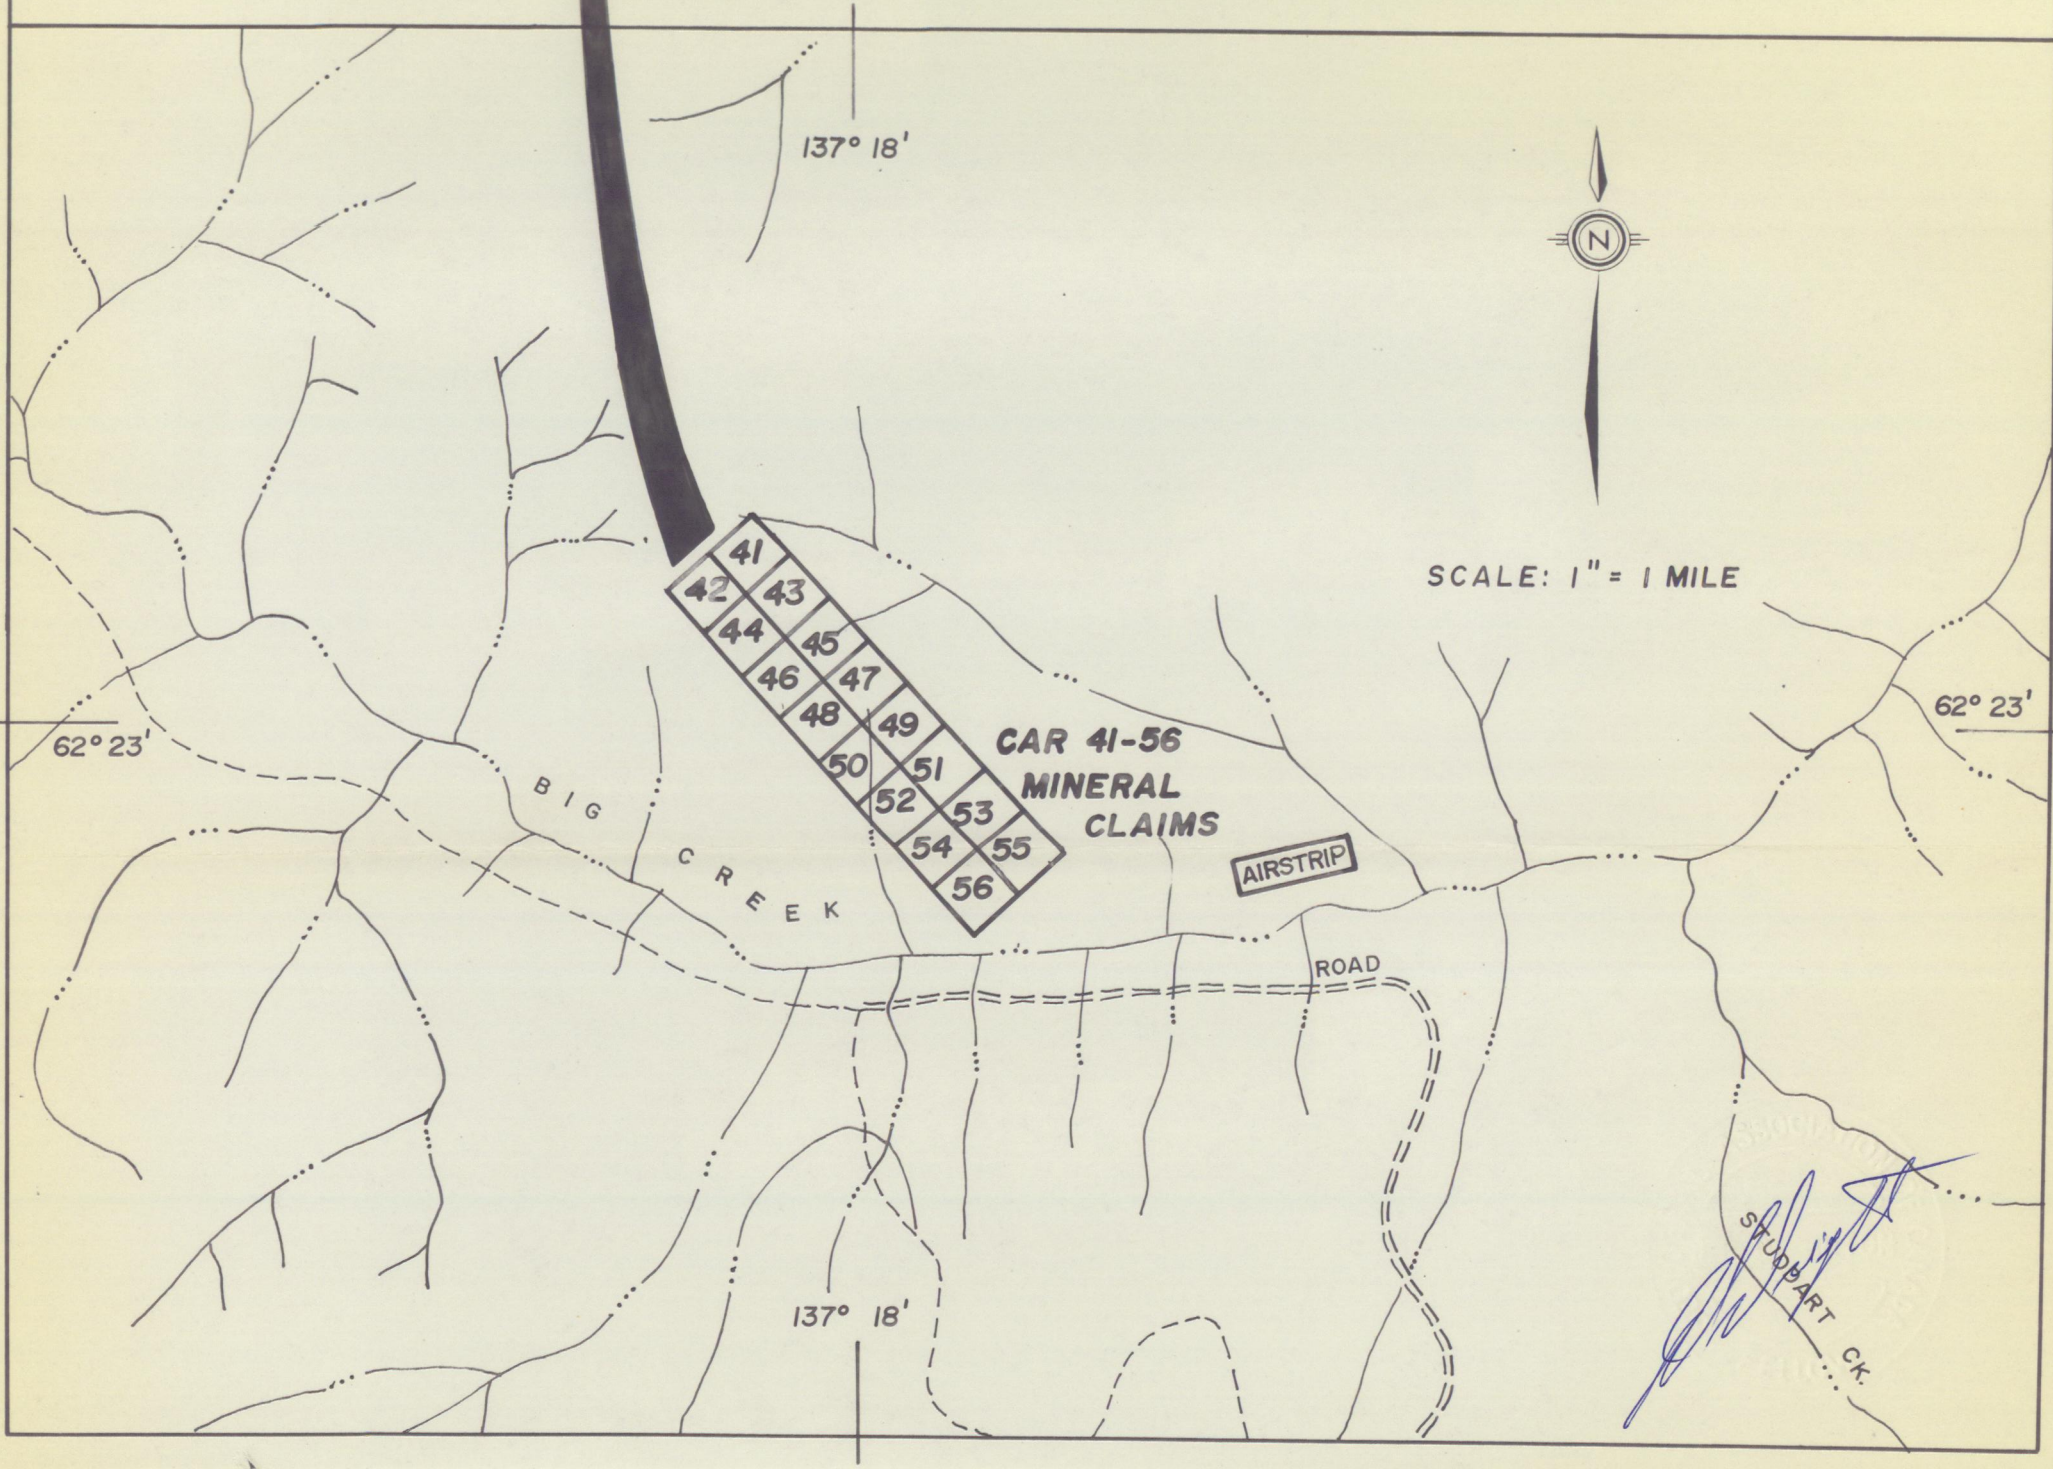 137° 18'
N
SCALE: 1" = 1 MILE
41
42 43
44 45
46 47
48 49
50 51
52 53
54 55
56
CAR 41-56
MINERAL
CLAIMS
62° 23'
62° 23'
BIG CREEK
AIRSTRIP
ROAD
137° 18'
STUDDART CK.